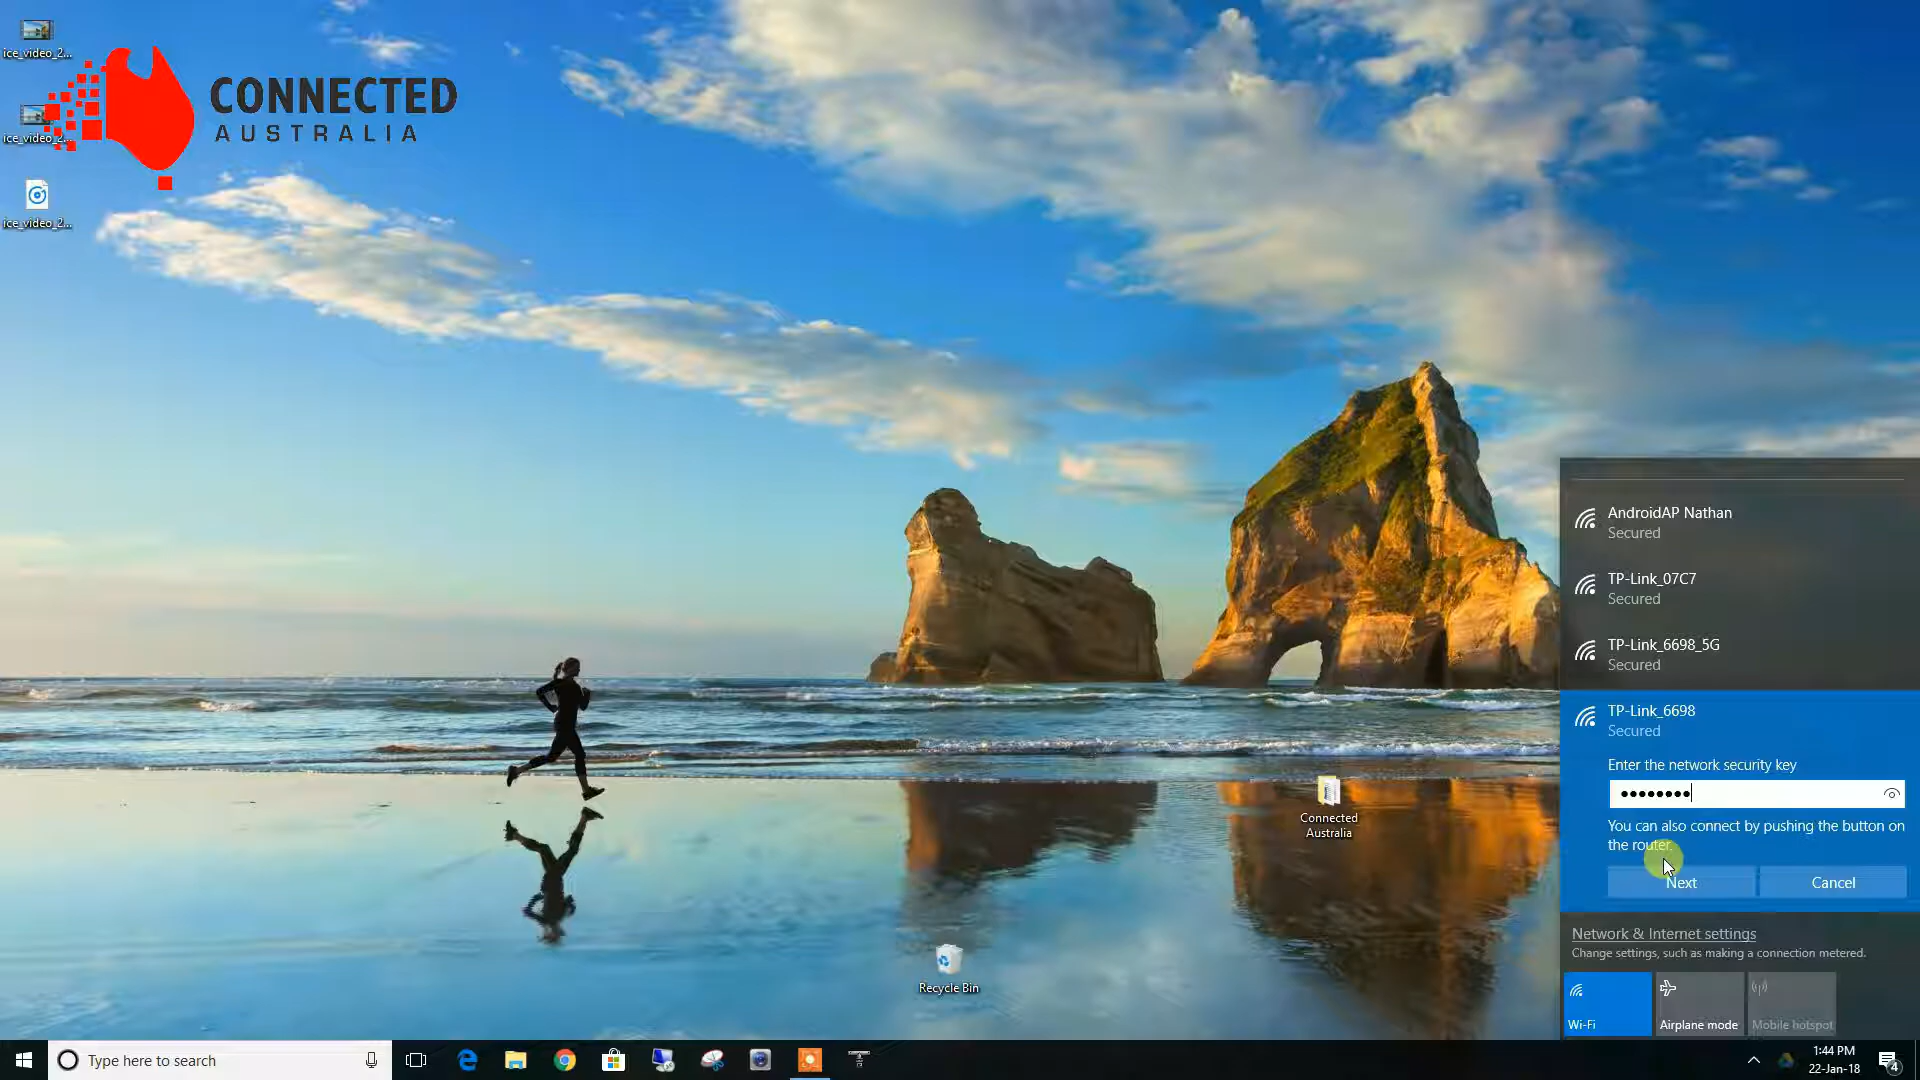 ice_video_2...
CONNECTED
AUSTRALIA
ice_video_2...
ice_video_2...
AndroidAP Nathan
Secured
TP-Link_07C7
Secured
TP-Link_6698_5G
Secured
TP-Link_6698
Secured
Enter the network security key
You can also connect by pushing the button on
the router.
Next
Cancel
Connected
Australia
Recycle Bin
Network & Internet settings
Change settings, such as making a connection metered.
Wi-Fi
Airplane mode
Mobile hotspot
Type here to search
1:44 PM
22-Jan-18
4